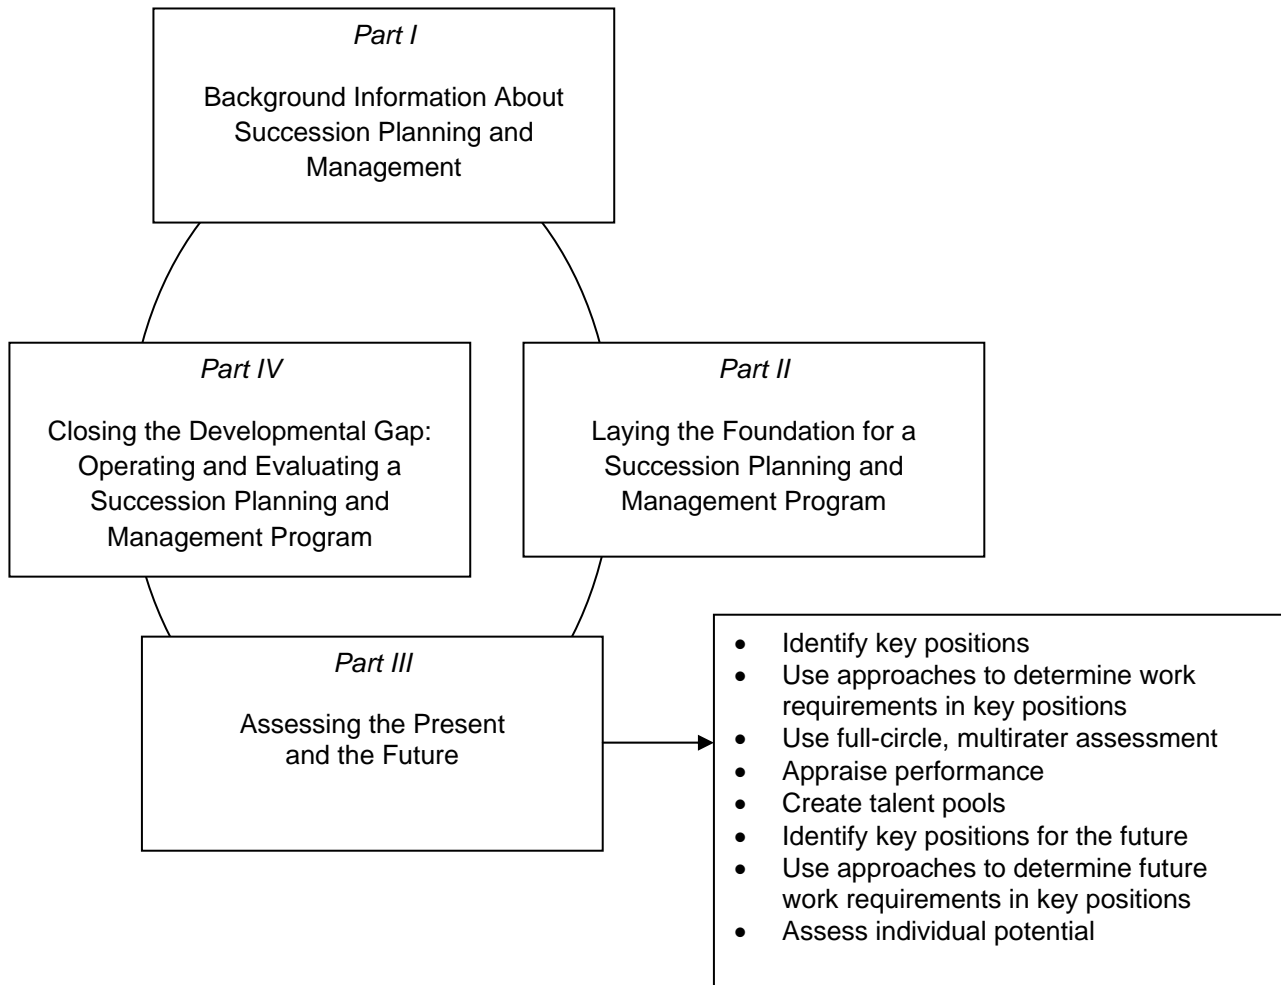 Part I
Background Information About
Succession Planning and
Management
Part IV
Closing the Developmental Gap:
Operating and Evaluating a
Succession Planning and
Management Program
Part II
Laying the Foundation for a
Succession Planning and
Management Program
Part III
Assessing the Present
and the Future
• Identify key positions
• Use approaches to determine work
requirements in key positions
• Use full-circle, multirater assessment
• Appraise performance
• Create talent pools
• Identify key positions for the future
• Use approaches to determine future
work requirements in key positions
• Assess individual potential